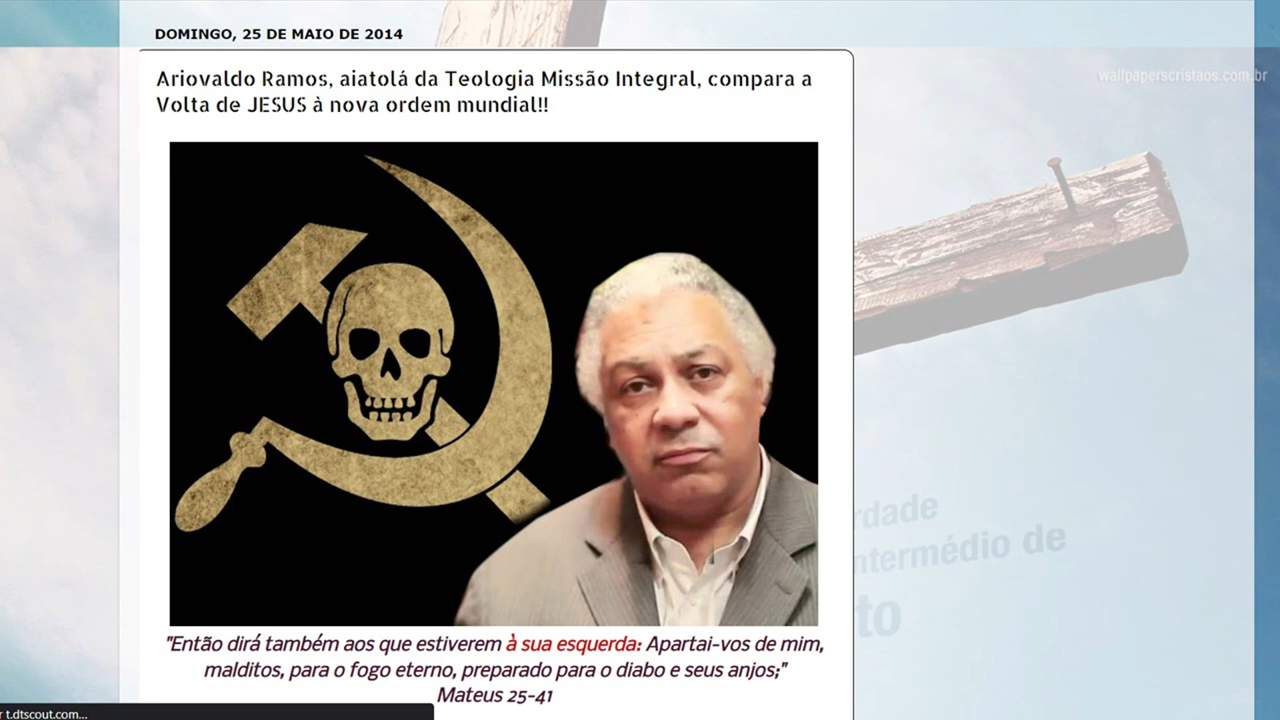 DOMINGO, 25 DE MAIO DE 2014
Ariovaldo Ramos, aiatolá da Teologia Missão Integral, compara a
Volta de JESUS à nova ordem mundial!!
wallpaperscristaos.com.br
rdade
ntermédio de
to
"Então dirá também aos que estiverem à sua esquerda: Apartai-vos de mim,
malditos, para o fogo eterno, preparado para o diabo e seus anjos;"
Mateus 25-41
r t.dtscout.com...